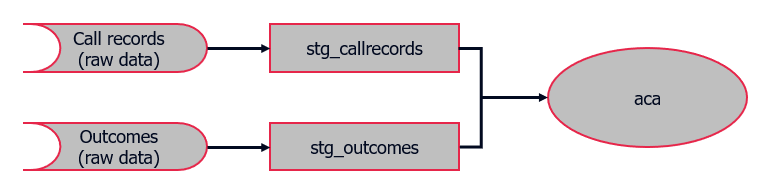 Call records
(raw data)
stg_callrecords
aca
Outcomes
(raw data)
stg_outcomes